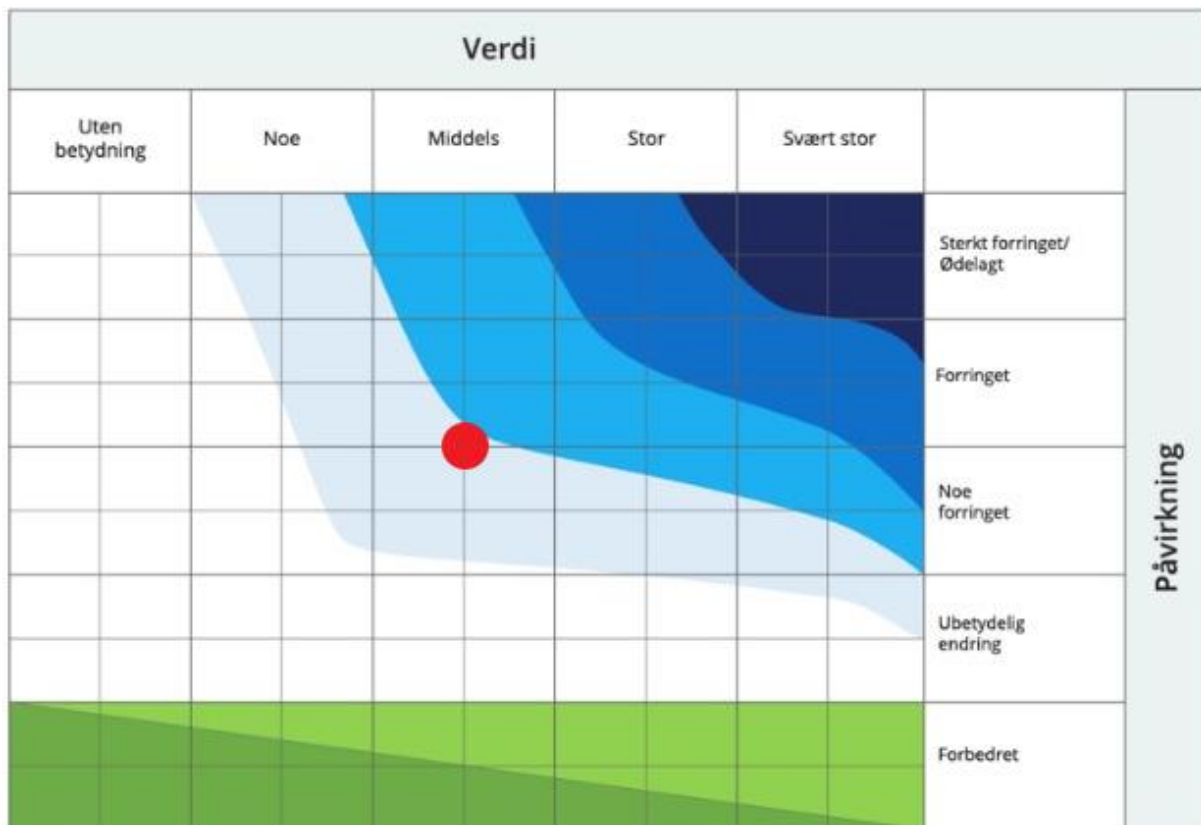 Verdi
Uten
betydning
Noe
Middels
Stor
Svært stor
Sterkt forringet/
Ødelagt
Forringet
Noe
forringet
Ubetydelig
endring
Forbedret
Påvirkning